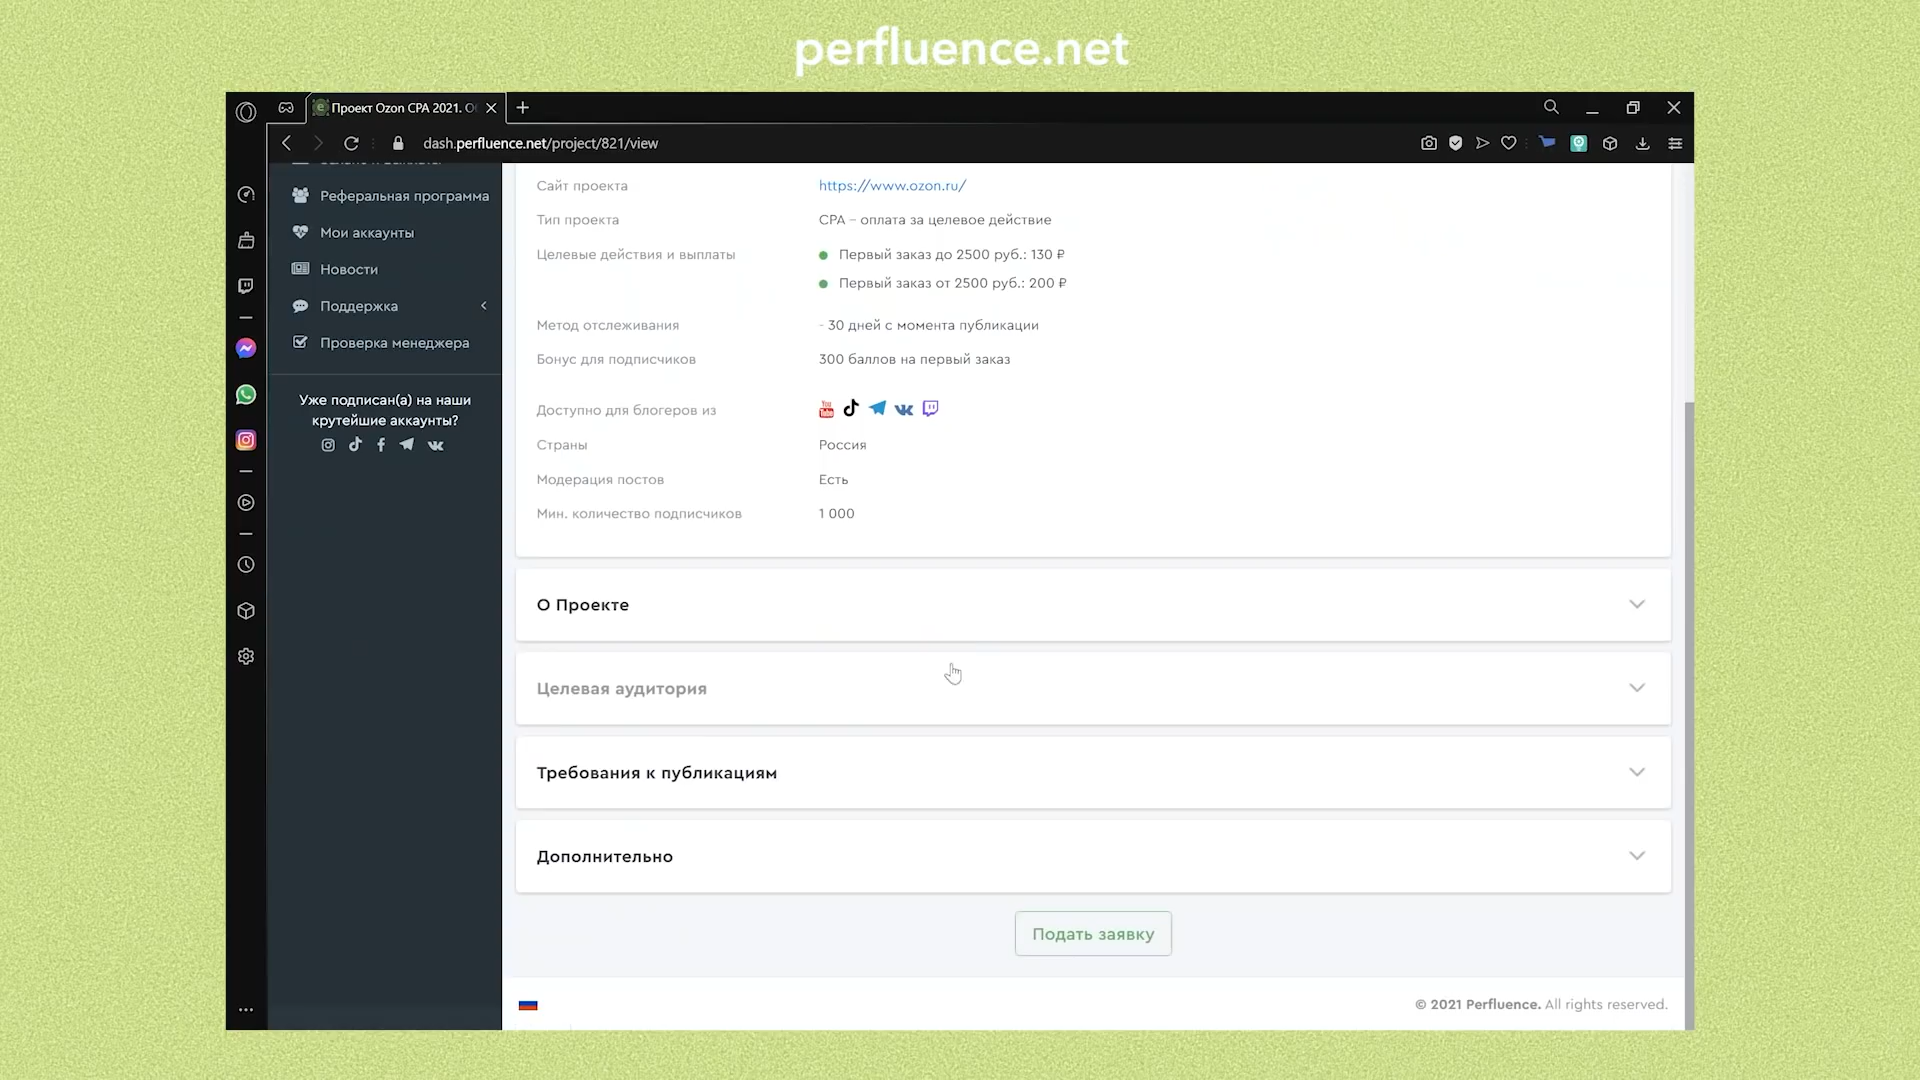 perfluence.net
Проект Ozon CPA 2021. О
dash.perfluence.net/project/821/view
Реферальная программа
Мои аккаунты
Новости
Поддержка
Проверка менеджера
Уже подписан(а) на наши
крутейшие аккаунты?
Сайт проекта https://www.ozon.ru/
Тип проекта CPA – оплата за целевое действие
Целевые действия и выплаты Первый заказ до 2500 руб.: 130 ₽
Первый заказ от 2500 руб.: 200 ₽
Метод отслеживания - 30 дней с момента публикации
Бонус для подписчиков 300 баллов на первый заказ
Доступно для блогеров из
Страны Россия
Модерация постов Есть
Мин. количество подписчиков 1 000
О Проекте
Целевая аудитория
Требования к публикациям
Дополнительно
Подать заявку
© 2021 Perfluence. All rights reserved.